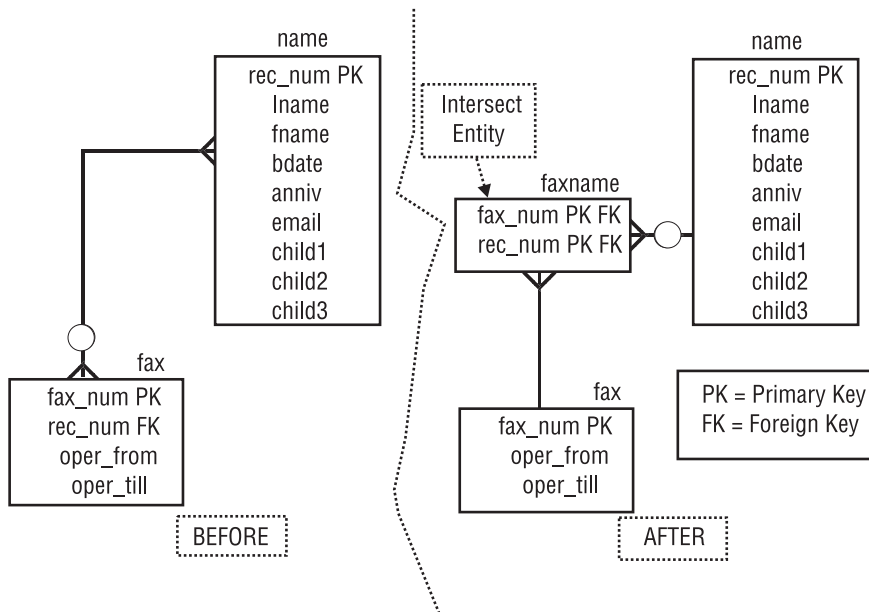 name
rec_num PK
lname
fname
bdate
anniv
email
child1
child2
child3
fax
fax_num PK
rec_num FK
oper_from
oper_till
BEFORE
Intersect
Entity
faxname
fax_num PK FK
rec_num PK FK
name
rec_num PK
lname
fname
bdate
anniv
email
child1
child2
child3
fax
fax_num PK
oper_from
oper_till
PK = Primary Key
FK = Foreign Key
AFTER